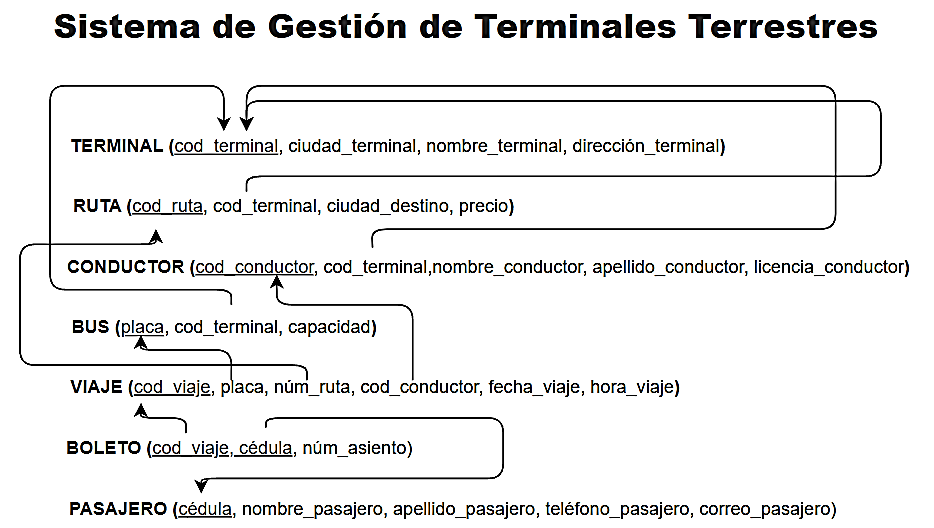 Sistema de Gestión de Terminales Terrestres
TERMINAL (cod_terminal, ciudad_terminal, nombre_terminal, dirección_terminal)
RUTA (cod_ruta, cod_terminal, ciudad_destino, precio)
CONDUCTOR (cod_conductor, cod_terminal,nombre_conductor, apellido_conductor, licencia_conductor)
BUS (placa, cod_terminal, capacidad)
VIAJE (cod_viaje, placa, núm_ruta, cod_conductor, fecha_viaje, hora_viaje)
BOLETO (cod_viaje, cédula, núm_asiento)
PASAJERO (cédula, nombre_pasajero, apellido_pasajero, teléfono_pasajero, correo_pasajero)